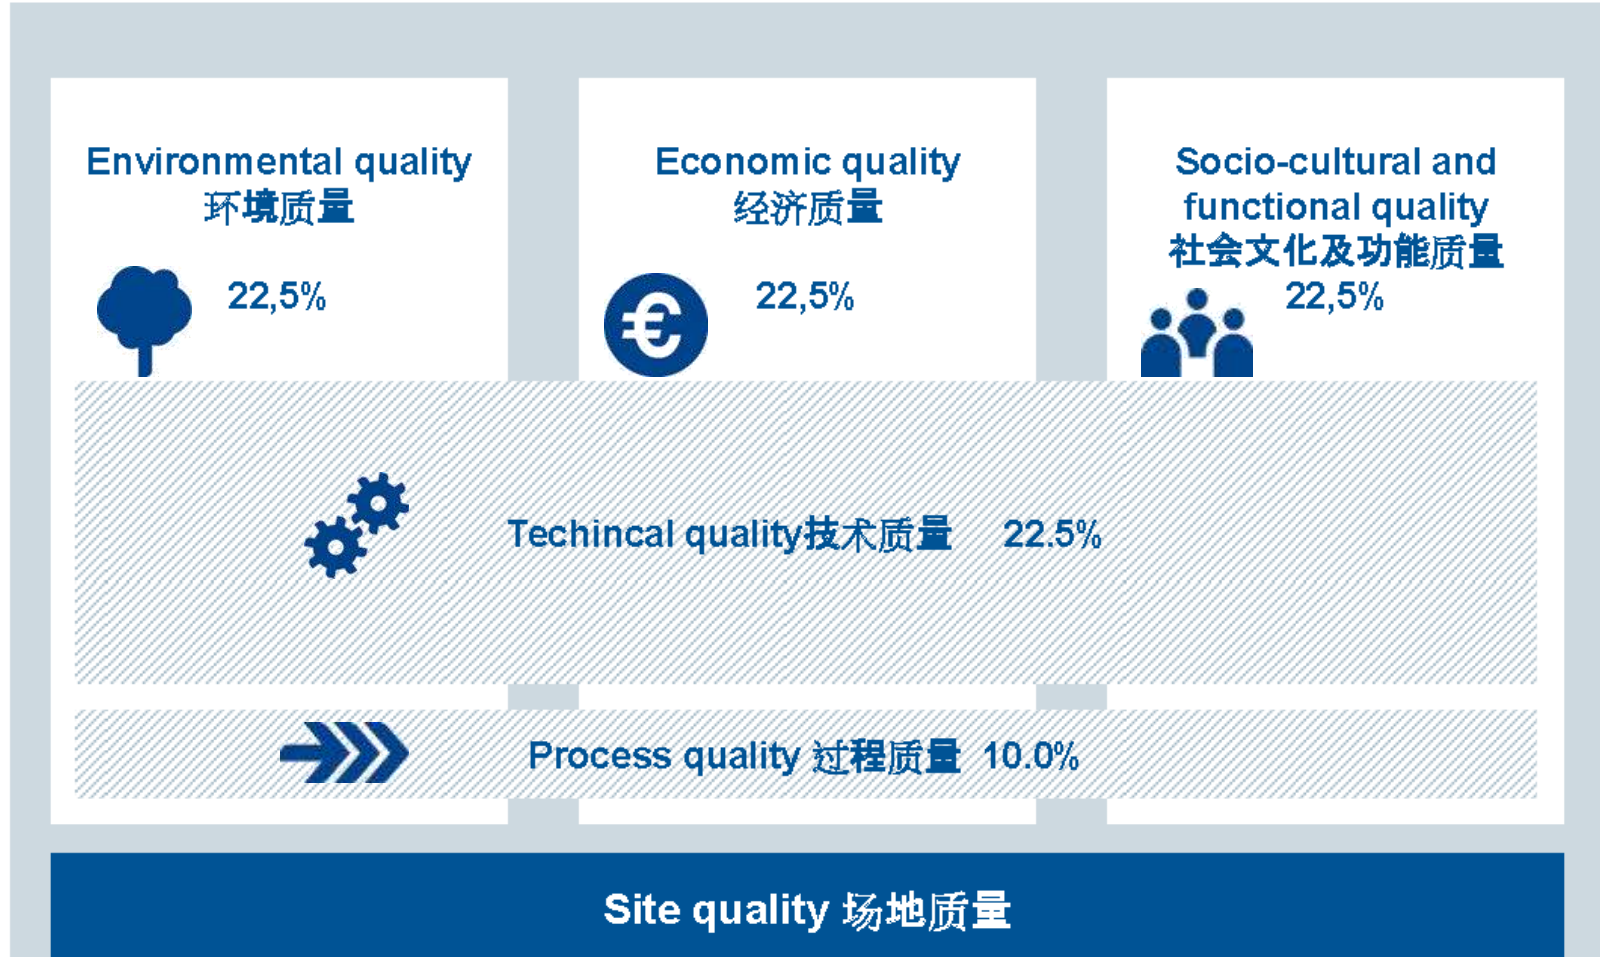 Environmental quality
环境质量
22,5%
Economic quality
经济质量
22,5%
Socio-cultural and
functional quality
社会文化及功能质量
22,5%
Techincal quality技术质量 22.5%
Process quality 过程质量 10.0%
Site quality 场地质量